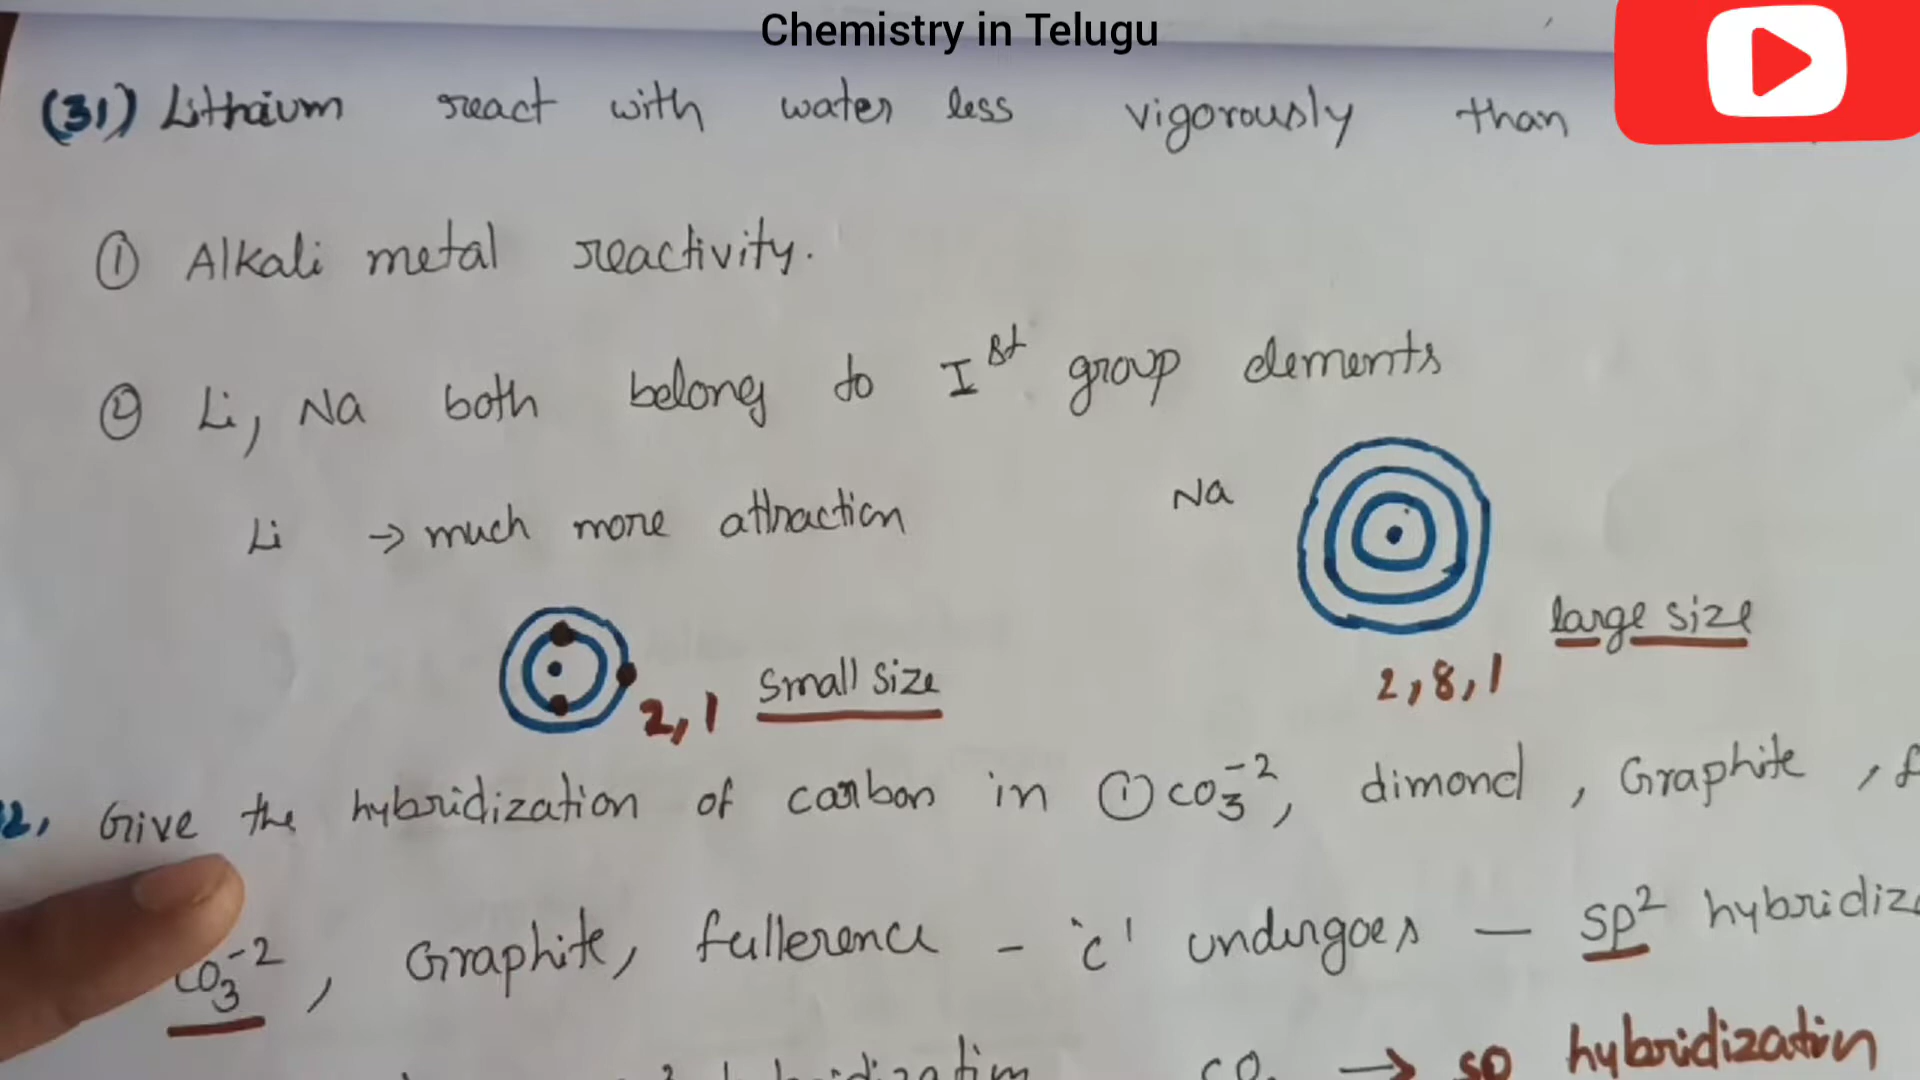 Chemistry in Telugu
(31) Lithium react with water less vigorously than
① Alkali metal reactivity.
② Li, Na both belong to Iˢᵗ group elements
Na
Li → much more attraction
large size
2,8,1
2,1 Small size
2, Give the hybridization of carbon in ① CO₃⁻², dimond, Graphite, f
CO₃⁻², Graphite, fullerence - 'c' undergoes — sp² hybridiz
→ sp hybridization